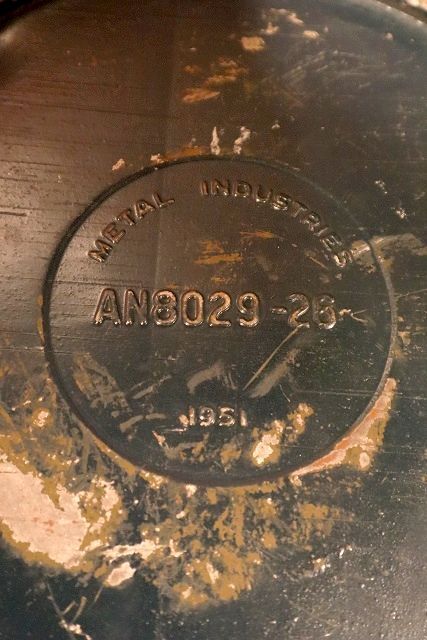 METAL INDUSTRIES
AN8029-26
1951